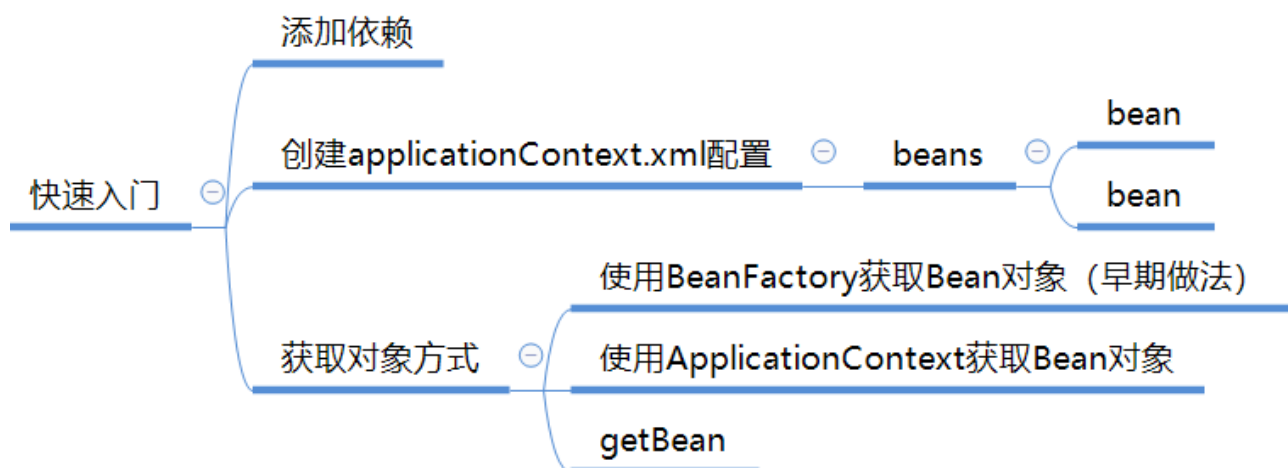 添加依赖
创建applicationContext.xml配置
beans
bean
bean
快速入门
使用BeanFactory获取Bean对象（早期做法）
获取对象方式
使用ApplicationContext获取Bean对象
getBean